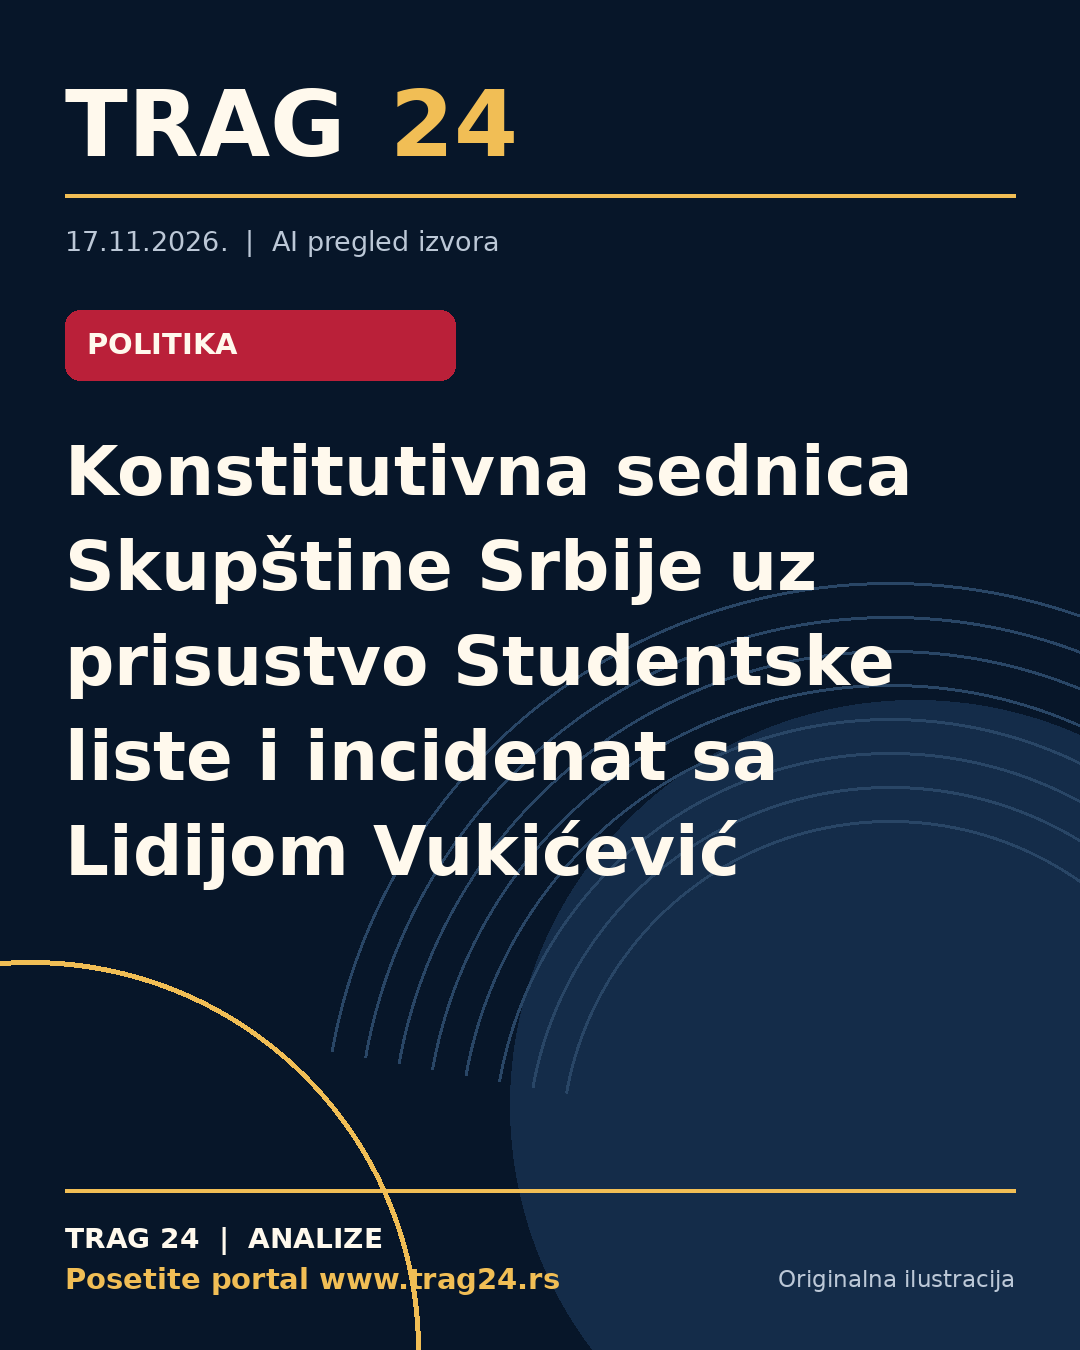 TRAG 24
17.11.2026. | AI pregled izvora
POLITIKA
Konstitutivna sednica
Skupštine Srbije uz
prisustvo Studentske
liste i incidenat sa
Lidijom Vukićević
TRAG 24 | ANALIZE
Posetite portal www.trag24.rs
Originalna ilustracija